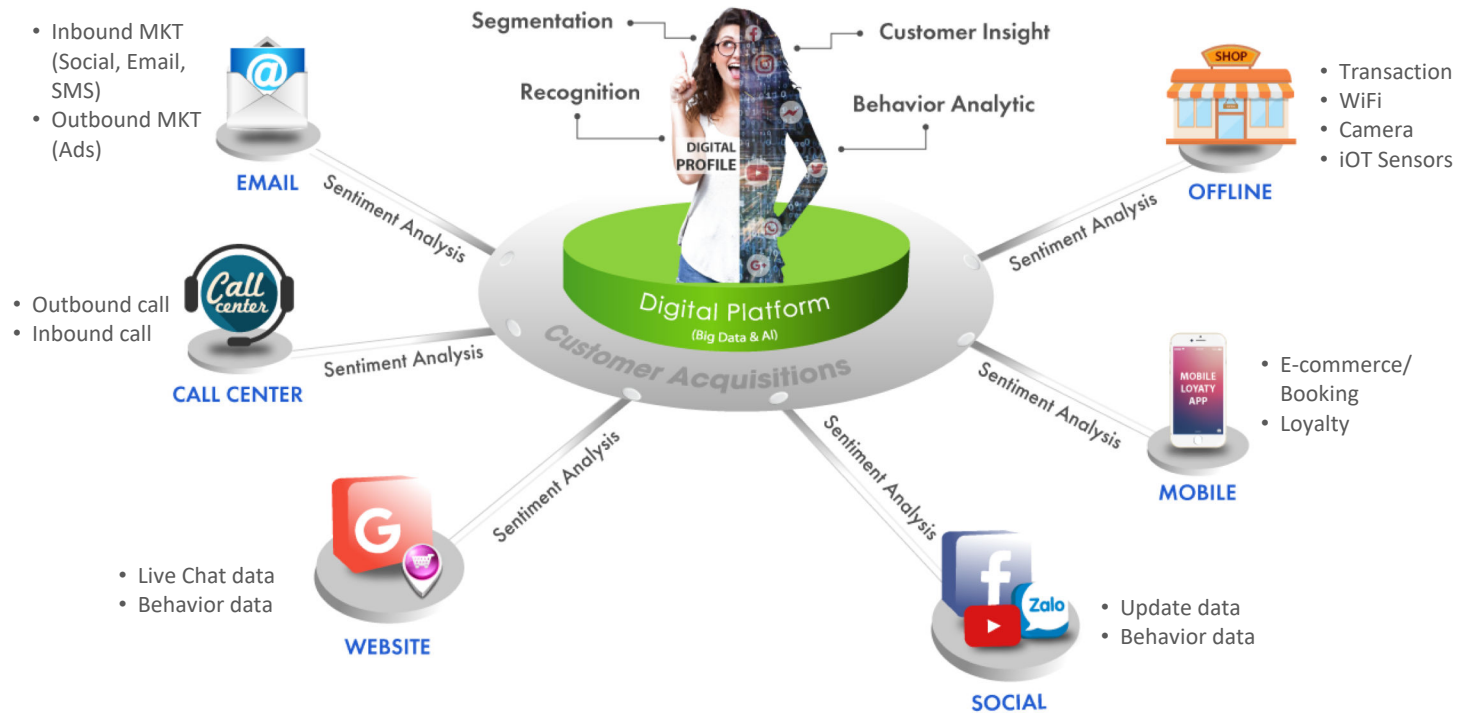 • Inbound MKT
(Social, Email,
SMS)
• Outbound MKT
(Ads)
@
EMAIL
Segmentation
Recognition
Customer Insight
Behavior Analytic
DIGITAL
PROFILE
f
G+
SHOP
OFFLINE
• Transaction
• WiFi
• Camera
• iOT Sensors
Sentiment Analysis
Sentiment Analysis
• Outbound call
• Inbound call
Call
center
CALL CENTER
Sentiment Analysis
Digital Platform
(Big Data & AI)
Customer Acquisitions
Sentiment Analysis
MOBILE
LOYATY
APP
MOBILE
• E-commerce/
Booking
• Loyalty
Sentiment Analysis
Sentiment Analysis
G
• Live Chat data
• Behavior data
WEBSITE
f
Zalo
• Update data
• Behavior data
SOCIAL